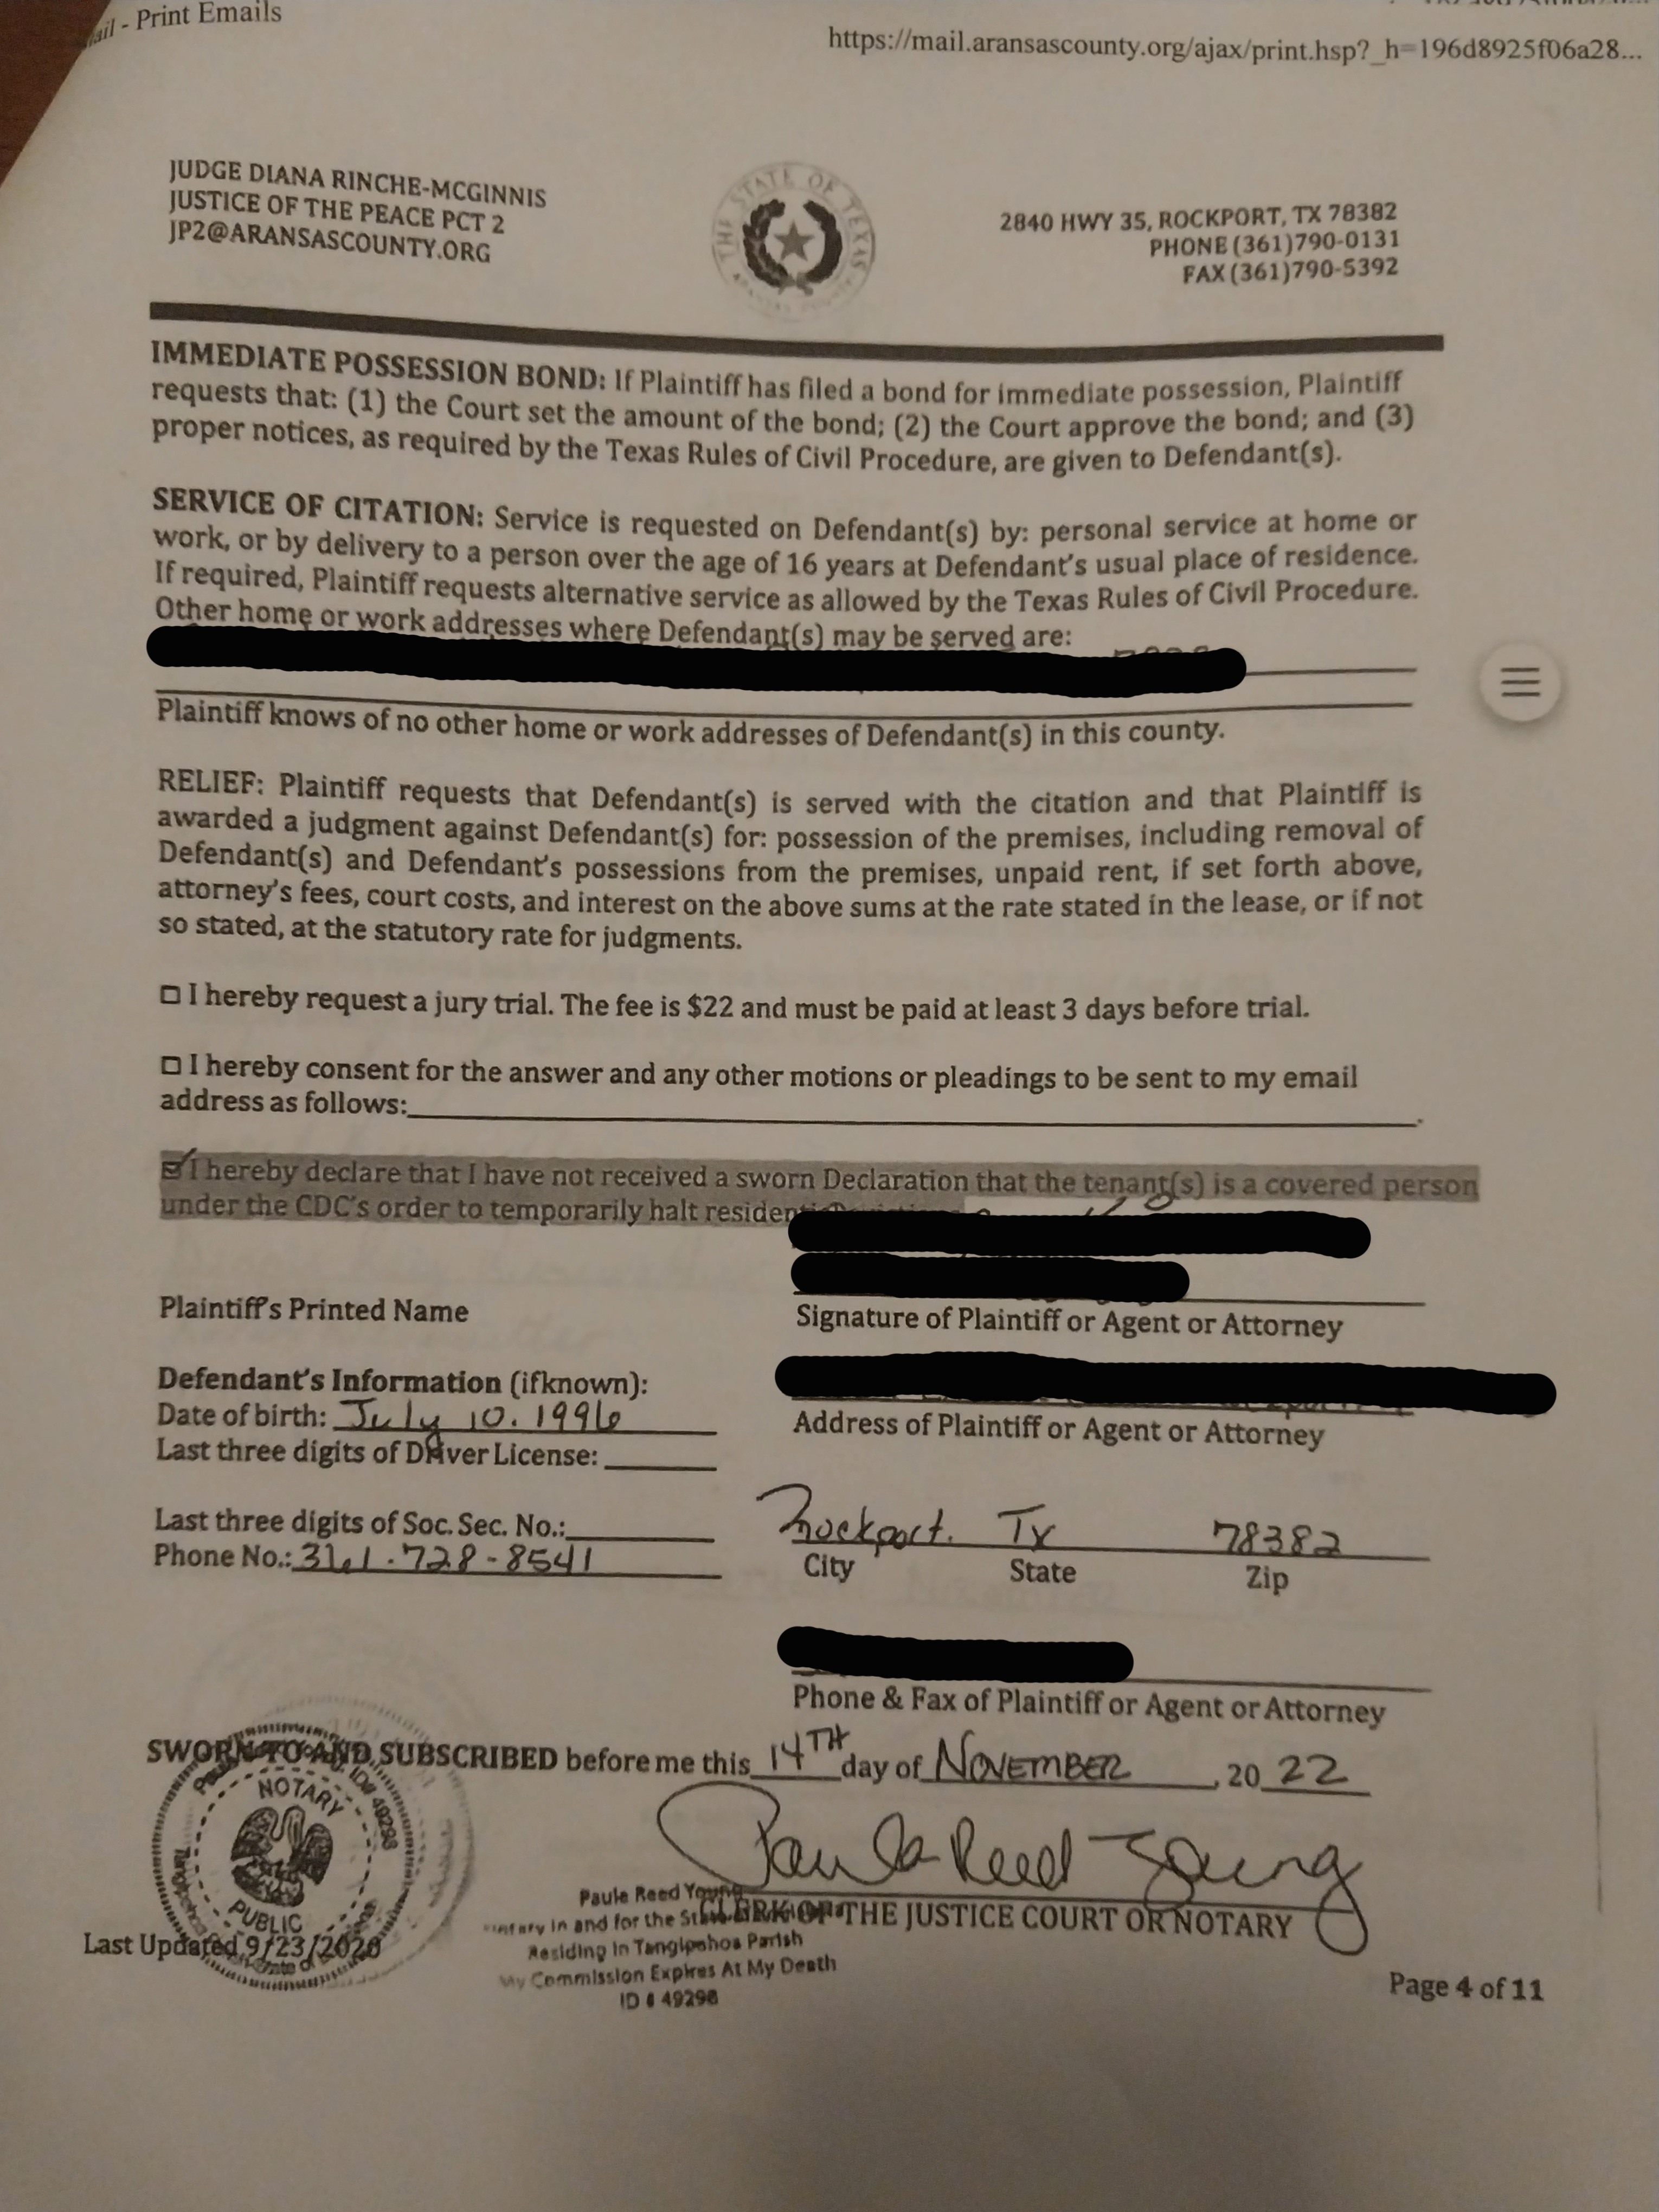 ail - Print Emails
https://mail.aransascounty.org/ajax/print.hsp?_h=196d8925f06a28...
JUDGE DIANA RINCHE-MCGINNIS
JUSTICE OF THE PEACE PCT 2
JP2@ARANSASCOUNTY.ORG
THE STATE OF TEXAS
2840 HWY 35, ROCKPORT, TX 78382
PHONE (361)790-0131
FAX (361)790-5392
IMMEDIATE POSSESSION BOND: If Plaintiff has filed a bond for immediate possession, Plaintiff
requests that: (1) the Court set the amount of the bond; (2) the Court approve the bond; and (3)
proper notices, as required by the Texas Rules of Civil Procedure, are given to Defendant(s).
SERVICE OF CITATION: Service is requested on Defendant(s) by: personal service at home or
work, or by delivery to a person over the age of 16 years at Defendant's usual place of residence.
If required, Plaintiff requests alternative service as allowed by the Texas Rules of Civil Procedure.
Other home or work addresses where Defendant(s) may be served are:
Plaintiff knows of no other home or work addresses of Defendant(s) in this county.
RELIEF: Plaintiff requests that Defendant(s) is served with the citation and that Plaintiff is
awarded a judgment against Defendant(s) for: possession of the premises, including removal of
Defendant(s) and Defendant's possessions from the premises, unpaid rent, if set forth above,
attorney's fees, court costs, and interest on the above sums at the rate stated in the lease, or if not
so stated, at the statutory rate for judgments.
☐ I hereby request a jury trial. The fee is $22 and must be paid at least 3 days before trial.
☐ I hereby consent for the answer and any other motions or pleadings to be sent to my email
address as follows:
☑ I hereby declare that I have not received a sworn Declaration that the tenant(s) is a covered person
under the CDC's order to temporarily halt
Plaintiff's Printed Name
Signature of Plaintiff or Agent or Attorney
Defendant's Information (ifknown):
Date of birth: July 10. 1996
Last three digits of Driver License:
Address of Plaintiff or Agent or Attorney
Last three digits of Soc. Sec. No.:
Phone No.: 361.728-8541
Rockport. Tx 78382
City State Zip
Phone & Fax of Plaintiff or Agent or Attorney
SWORN TO AND SUBSCRIBED before me this 14TH day of NOVEMBER, 20 22
NOTARY
PUBLIC
ID# 49298
Paula Reed Young
CLERK OF THE JUSTICE COURT OR NOTARY
Paula Reed Young
Notary in and for the
Residing in Tangipahoa Parish
My Commission Expires At My Death
ID # 49298
Last Updated 9/23/2020
Page 4 of 11